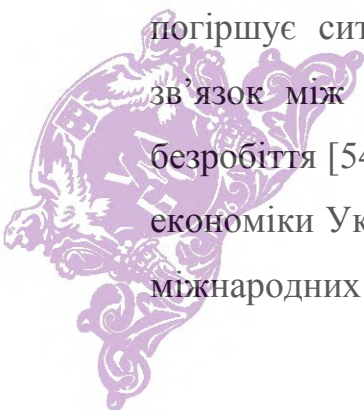 погіршує сит
зв’язок між
безробіття [54
економіки Ук
міжнародних